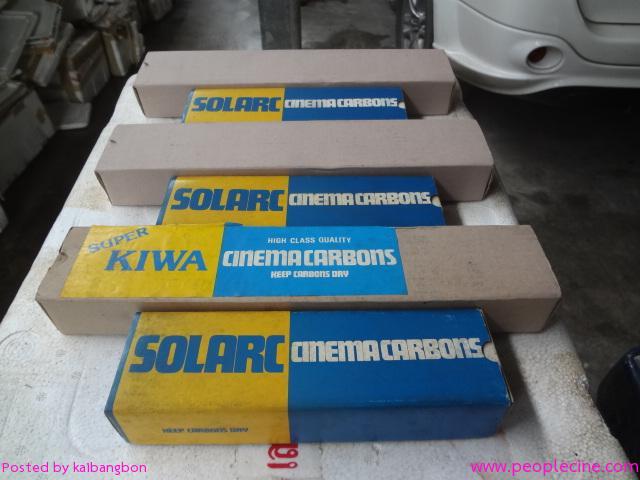 SOLARC CINEMA CARBONS
SOLARC CINEMA CARBONS
SUPER
KIWA
HIGH CLASS QUALITY
CINEMA CARBONS
KEEP CARBONS DRY
SOLARC CINEMA CARBONS
KEEP CARBONS DRY
Posted by kaibangbon
www.peoplecine.com